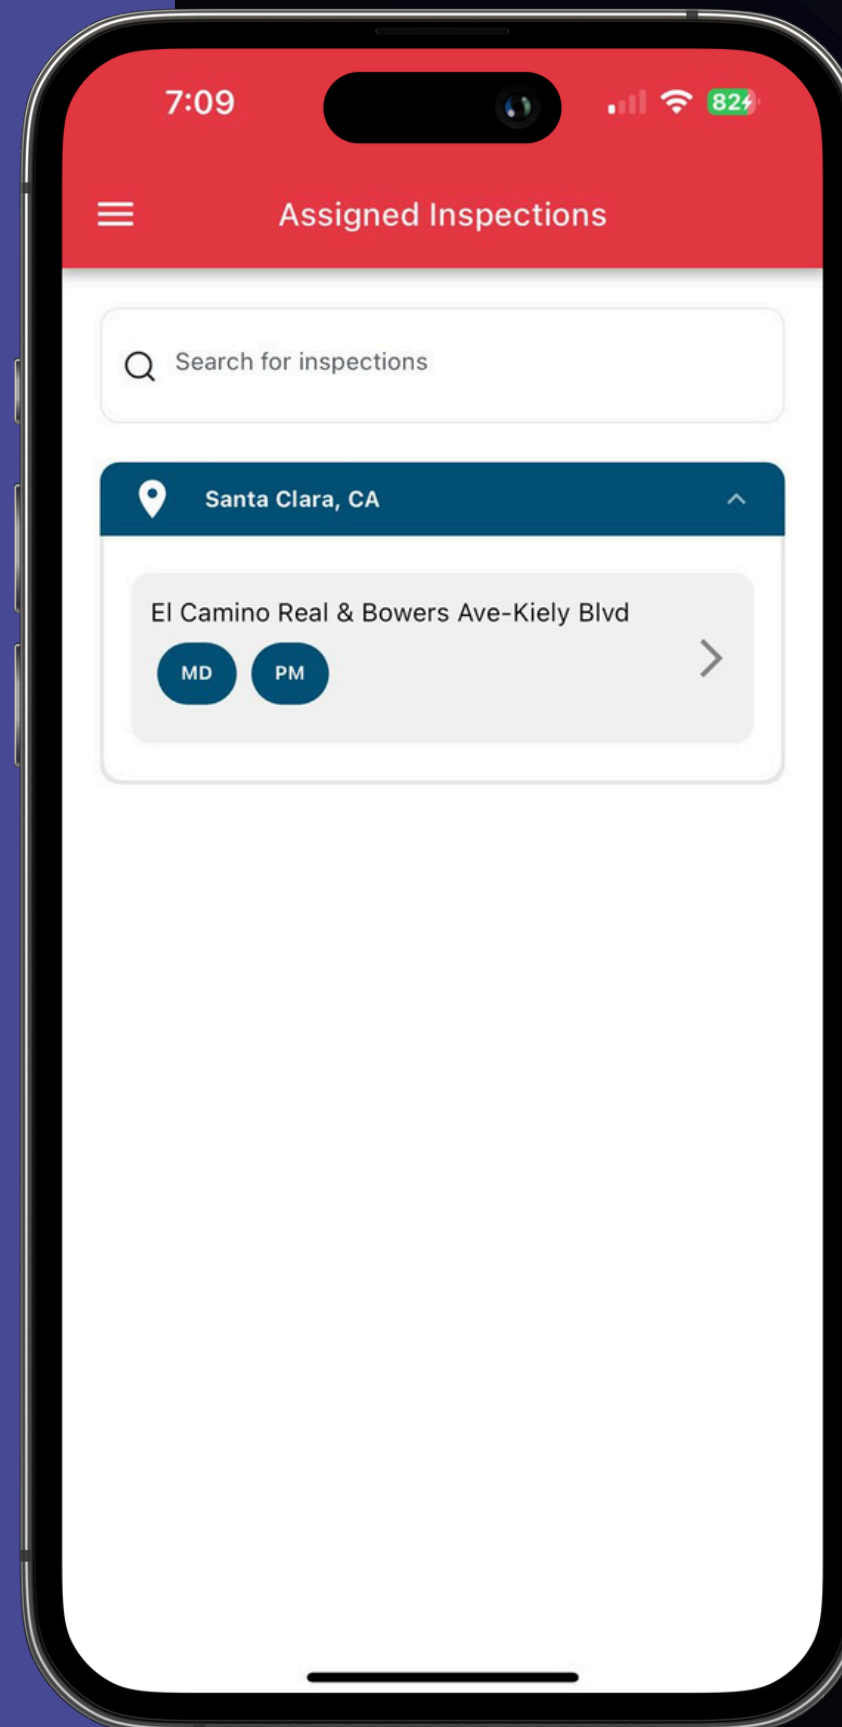 7:09
82
Assigned Inspections
Search for inspections
Santa Clara, CA
El Camino Real & Bowers Ave-Kiely Blvd
MD PM